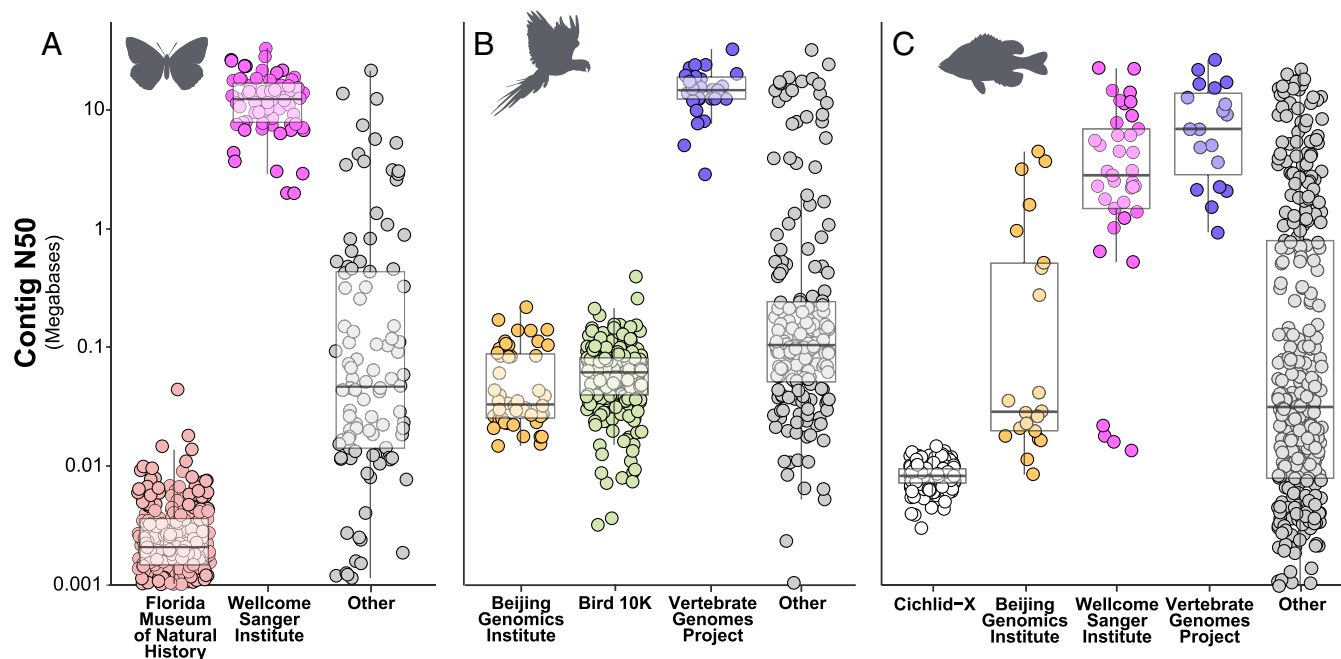 A
B
C
Contig N50
(Megabases)
10
1
0.1
0.01
0.001
Florida
Museum
of Natural
History
Wellcome
Sanger
Institute
Other
Beijing
Genomics
Institute
Bird 10K
Vertebrate
Genomes
Project
Other
Cichlid−X
Beijing
Genomics
Institute
Wellcome
Sanger
Institute
Vertebrate
Genomes
Project
Other